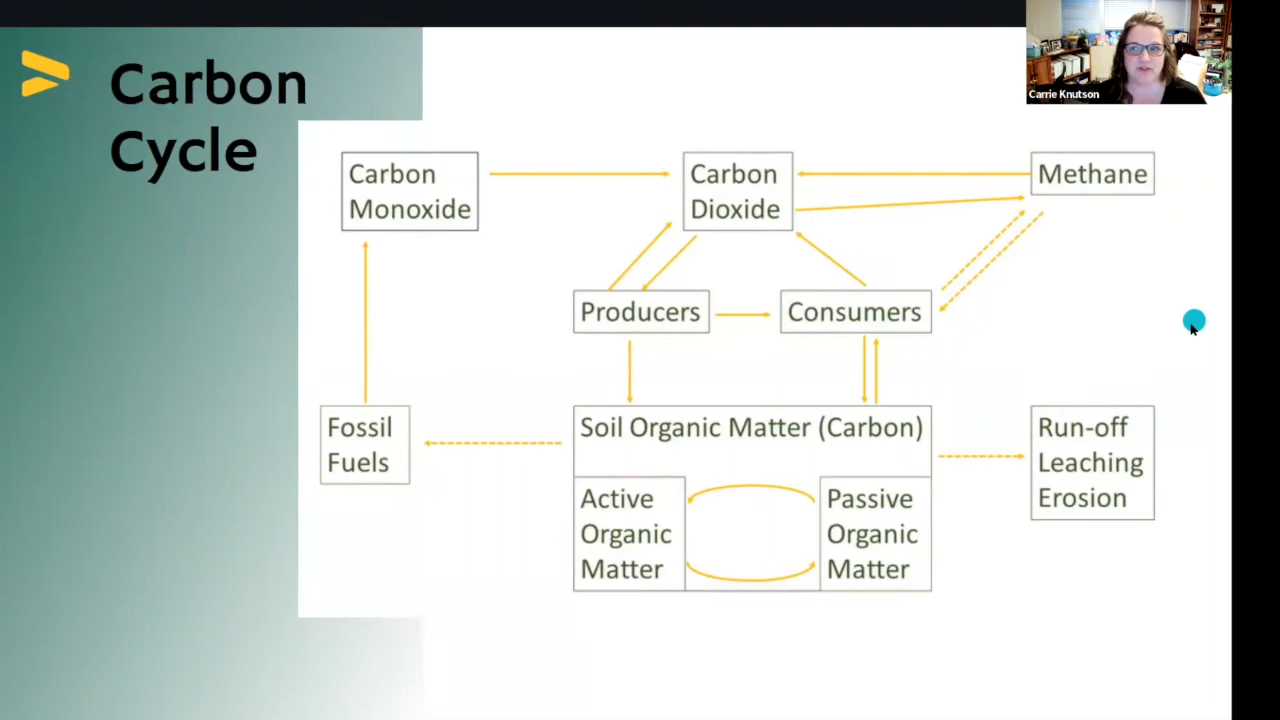 Carbon
Cycle
Carrie Knutson
Carbon
Monoxide
Carbon
Dioxide
Methane
Producers
Consumers
Fossil
Fuels
Soil Organic Matter (Carbon)
Run-off
Leaching
Erosion
Active
Organic
Matter
Passive
Organic
Matter